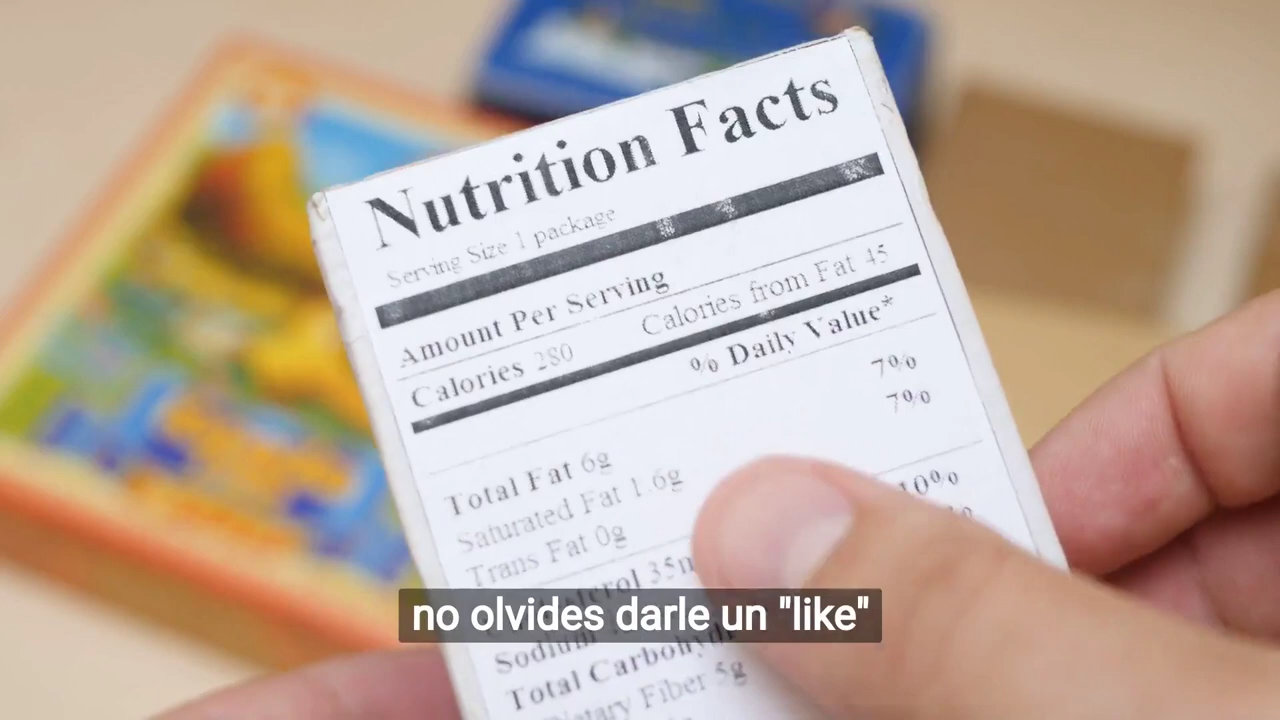 Nutrition Facts
Serving Size 1 package
Amount Per Serving
Calories 280 Calories from Fat 45
% Daily Value*
7%
7%
Total Fat 6g
Saturated Fat 1.6g
Trans Fat 0g
10%
35m
Sodium
Total Carbohyd
Dietary Fiber 5g
no olvides darle un "like"